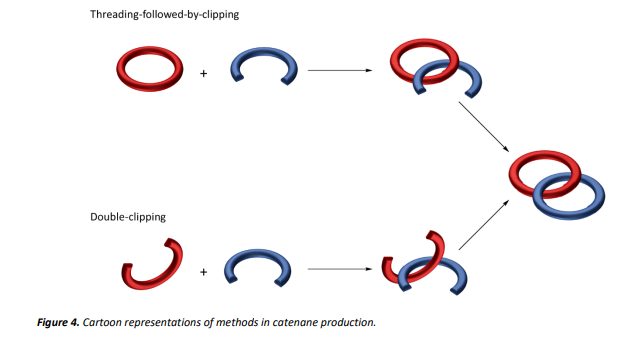 Threading-followed-by-clipping
+
Double-clipping
+
Figure 4. Cartoon representations of methods in catenane production.